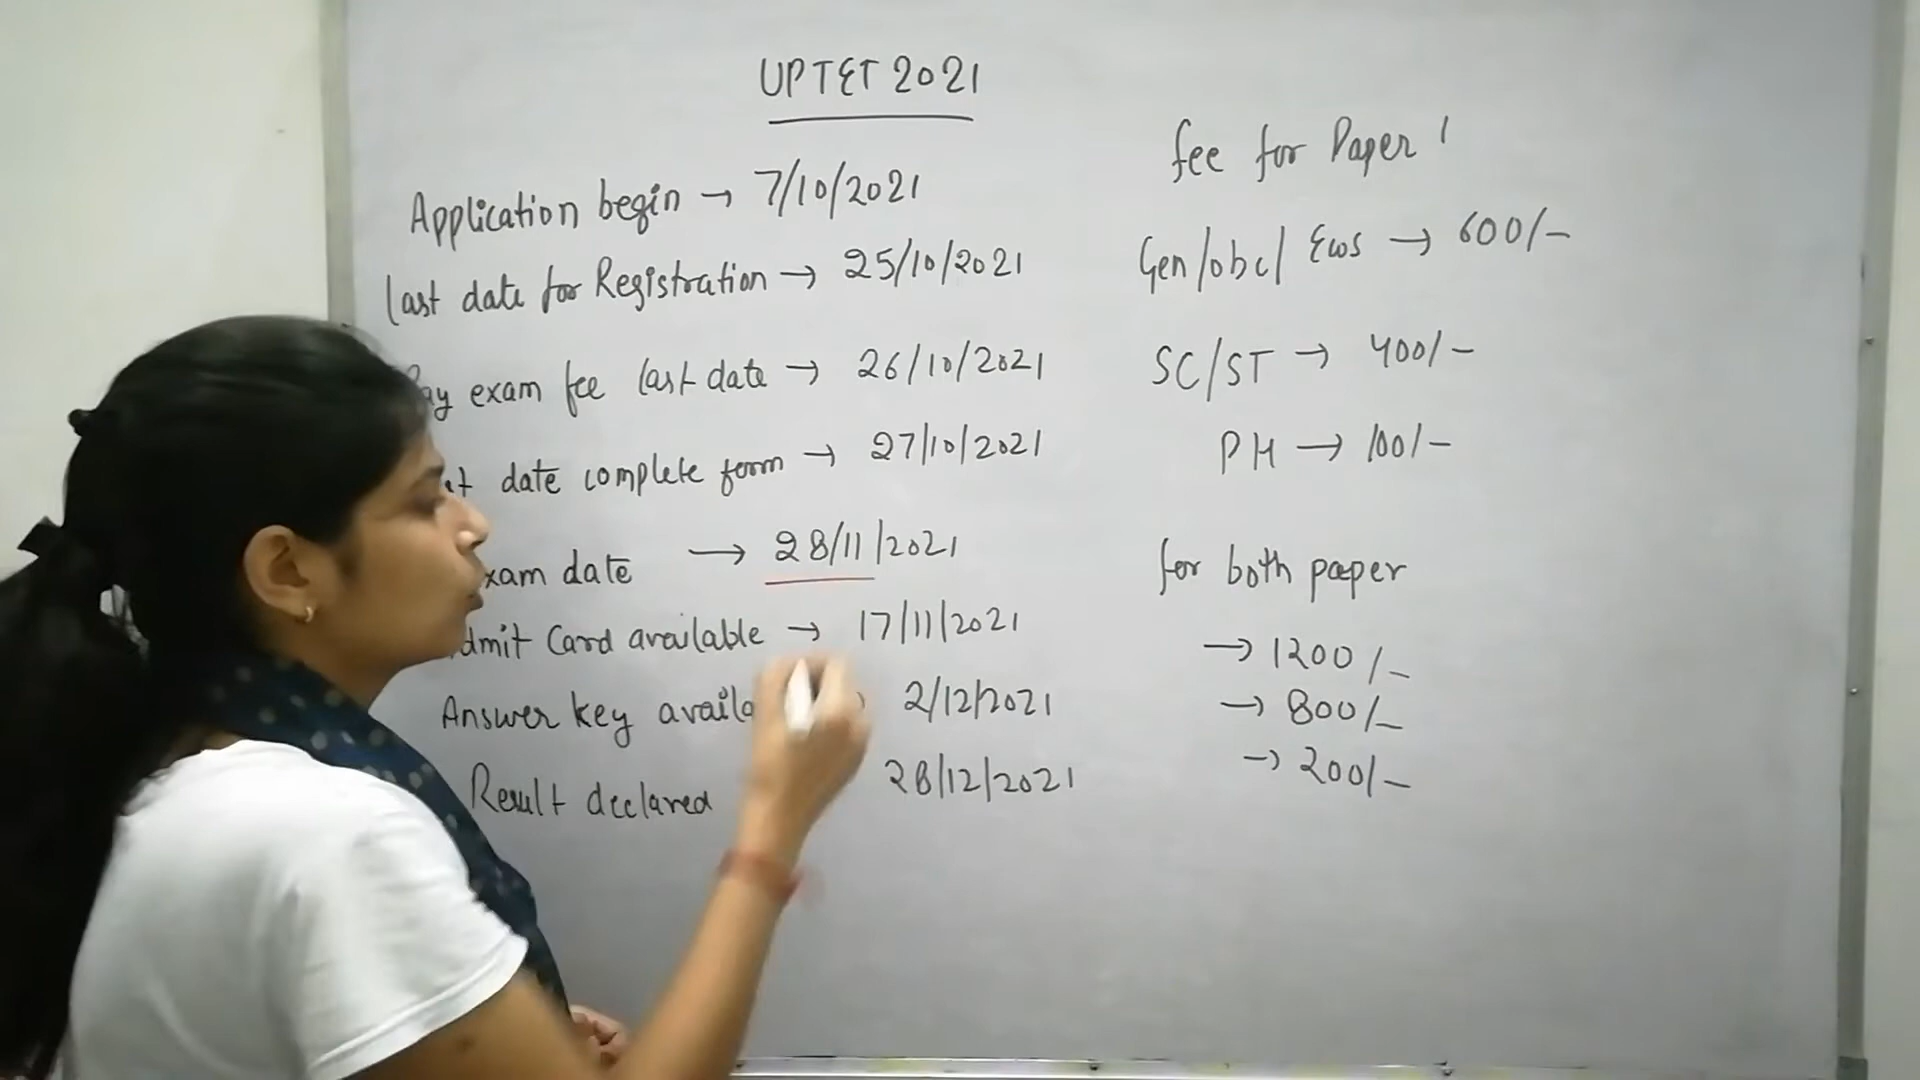 UPTET 2021
Application begin → 7/10/2021
last date for Registration → 25/10/2021
Pay exam fee last date → 26/10/2021
date complete form → 27/10/2021
Exam date → 28/11/2021
Admit Card available → 17/11/2021
Answer key 2/12/2021
Result declared 28/12/2021
fee for Paper 1
Gen/obc/ Ews → 600/-
SC/ST → 400/-
PH → 100/-
for both paper
→ 1200/-
→ 800/-
→ 200/-